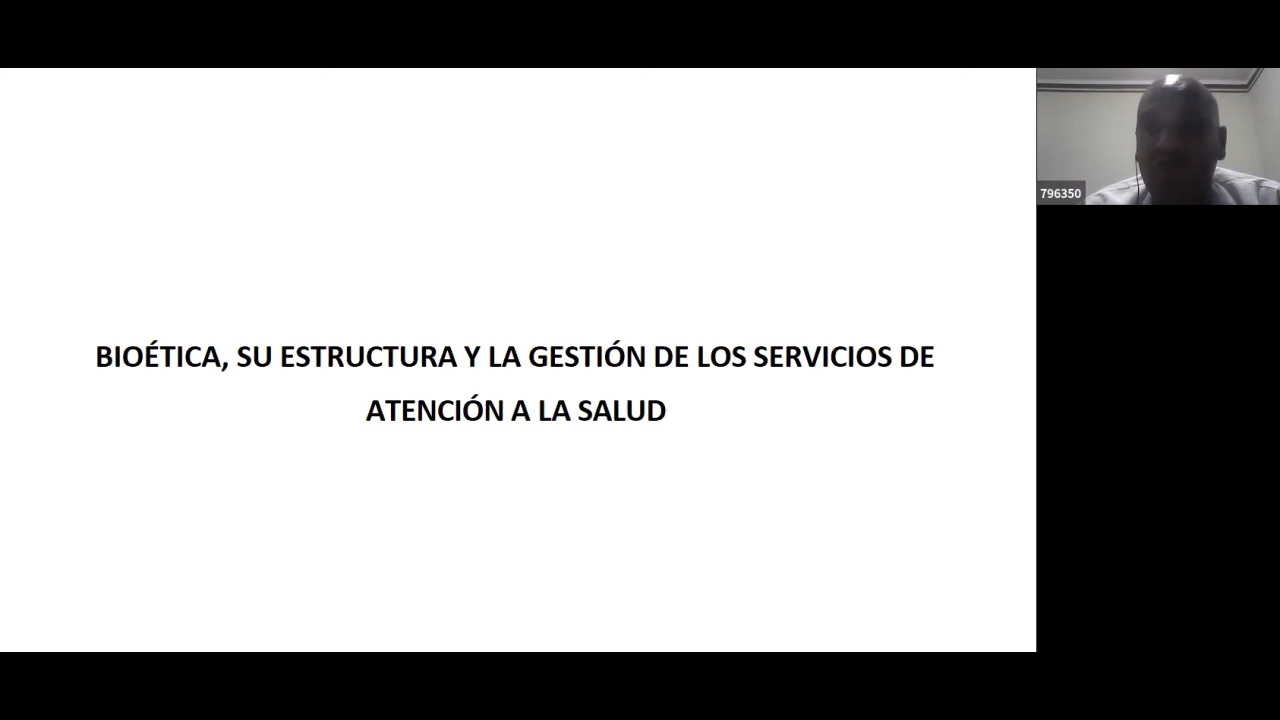 BIOÉTICA, SU ESTRUCTURA Y LA GESTIÓN DE LOS SERVICIOS DE
ATENCIÓN A LA SALUD
796350